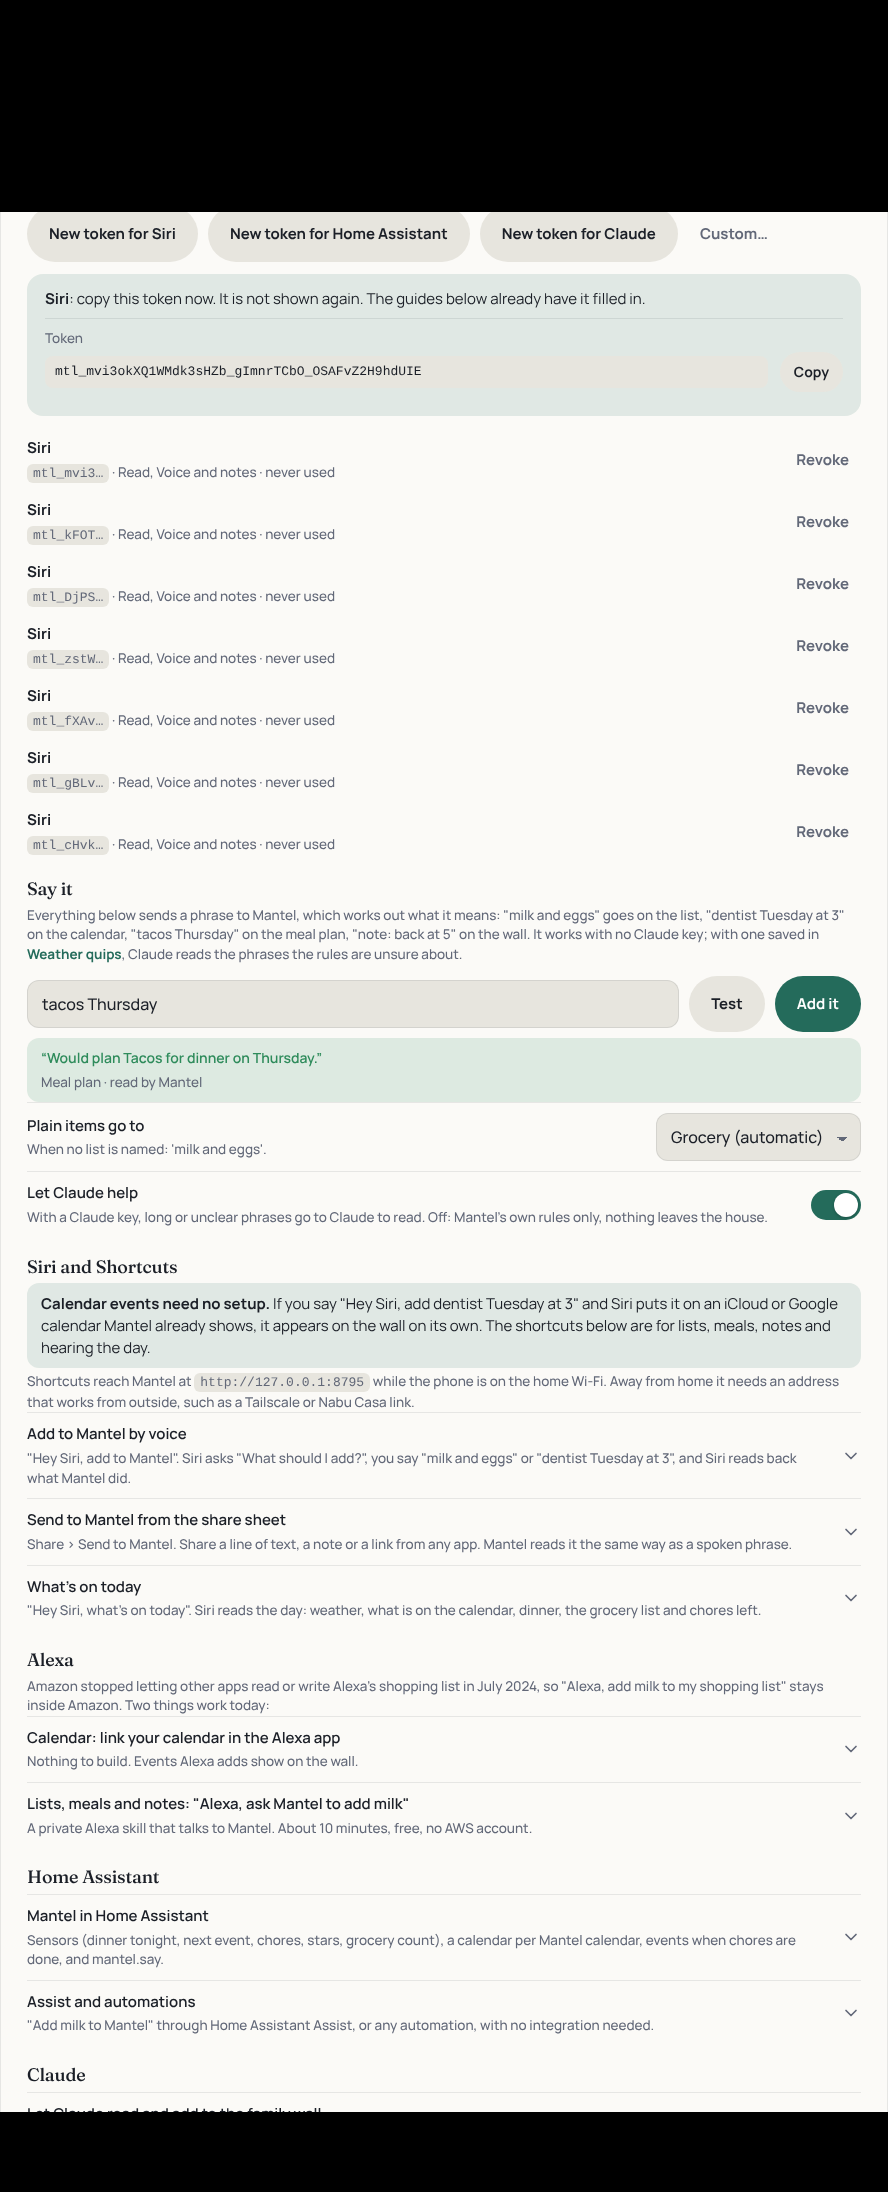 New token for Siri
New token for Home Assistant
New token for Claude
Custom…
Siri: copy this token now. It is not shown again. The guides below already have it filled in.
Token
mtl_mvi3okXQ1WMdk3sHZb_gImnrTCbO_OSAFvZ2H9hdUIE
Copy
Siri
mtl_mvi3… · Read, Voice and notes · never used
Revoke
Siri
mtl_kFOT… · Read, Voice and notes · never used
Revoke
Siri
mtl_DjPS… · Read, Voice and notes · never used
Revoke
Siri
mtl_zstW… · Read, Voice and notes · never used
Revoke
Siri
mtl_fXAv… · Read, Voice and notes · never used
Revoke
Siri
mtl_gBLv… · Read, Voice and notes · never used
Revoke
Siri
mtl_cHvk… · Read, Voice and notes · never used
Revoke
Say it
Everything below sends a phrase to Mantel, which works out what it means: "milk and eggs" goes on the list, "dentist Tuesday at 3"
on the calendar, "tacos Thursday" on the meal plan, "note: back at 5" on the wall. It works with no Claude key; with one saved in
Weather quips, Claude reads the phrases the rules are unsure about.
tacos Thursday
Test
Add it
“Would plan Tacos for dinner on Thursday.”
Meal plan · read by Mantel
Plain items go to
When no list is named: 'milk and eggs'.
Grocery (automatic)
Let Claude help
With a Claude key, long or unclear phrases go to Claude to read. Off: Mantel's own rules only, nothing leaves the house.
Siri and Shortcuts
Calendar events need no setup. If you say "Hey Siri, add dentist Tuesday at 3" and Siri puts it on an iCloud or Google
calendar Mantel already shows, it appears on the wall on its own. The shortcuts below are for lists, meals, notes and
hearing the day.
Shortcuts reach Mantel at http://127.0.0.1:8795 while the phone is on the home Wi-Fi. Away from home it needs an address
that works from outside, such as a Tailscale or Nabu Casa link.
Add to Mantel by voice
"Hey Siri, add to Mantel". Siri asks "What should I add?", you say "milk and eggs" or "dentist Tuesday at 3", and Siri reads back
what Mantel did.
Send to Mantel from the share sheet
Share > Send to Mantel. Share a line of text, a note or a link from any app. Mantel reads it the same way as a spoken phrase.
What's on today
"Hey Siri, what's on today". Siri reads the day: weather, what is on the calendar, dinner, the grocery list and chores left.
Alexa
Amazon stopped letting other apps read or write Alexa's shopping list in July 2024, so "Alexa, add milk to my shopping list" stays
inside Amazon. Two things work today:
Calendar: link your calendar in the Alexa app
Nothing to build. Events Alexa adds show on the wall.
Lists, meals and notes: "Alexa, ask Mantel to add milk"
A private Alexa skill that talks to Mantel. About 10 minutes, free, no AWS account.
Home Assistant
Mantel in Home Assistant
Sensors (dinner tonight, next event, chores, stars, grocery count), a calendar per Mantel calendar, events when chores are
done, and mantel.say.
Assist and automations
"Add milk to Mantel" through Home Assistant Assist, or any automation, with no integration needed.
Claude
Let Claude read and add to the family wall